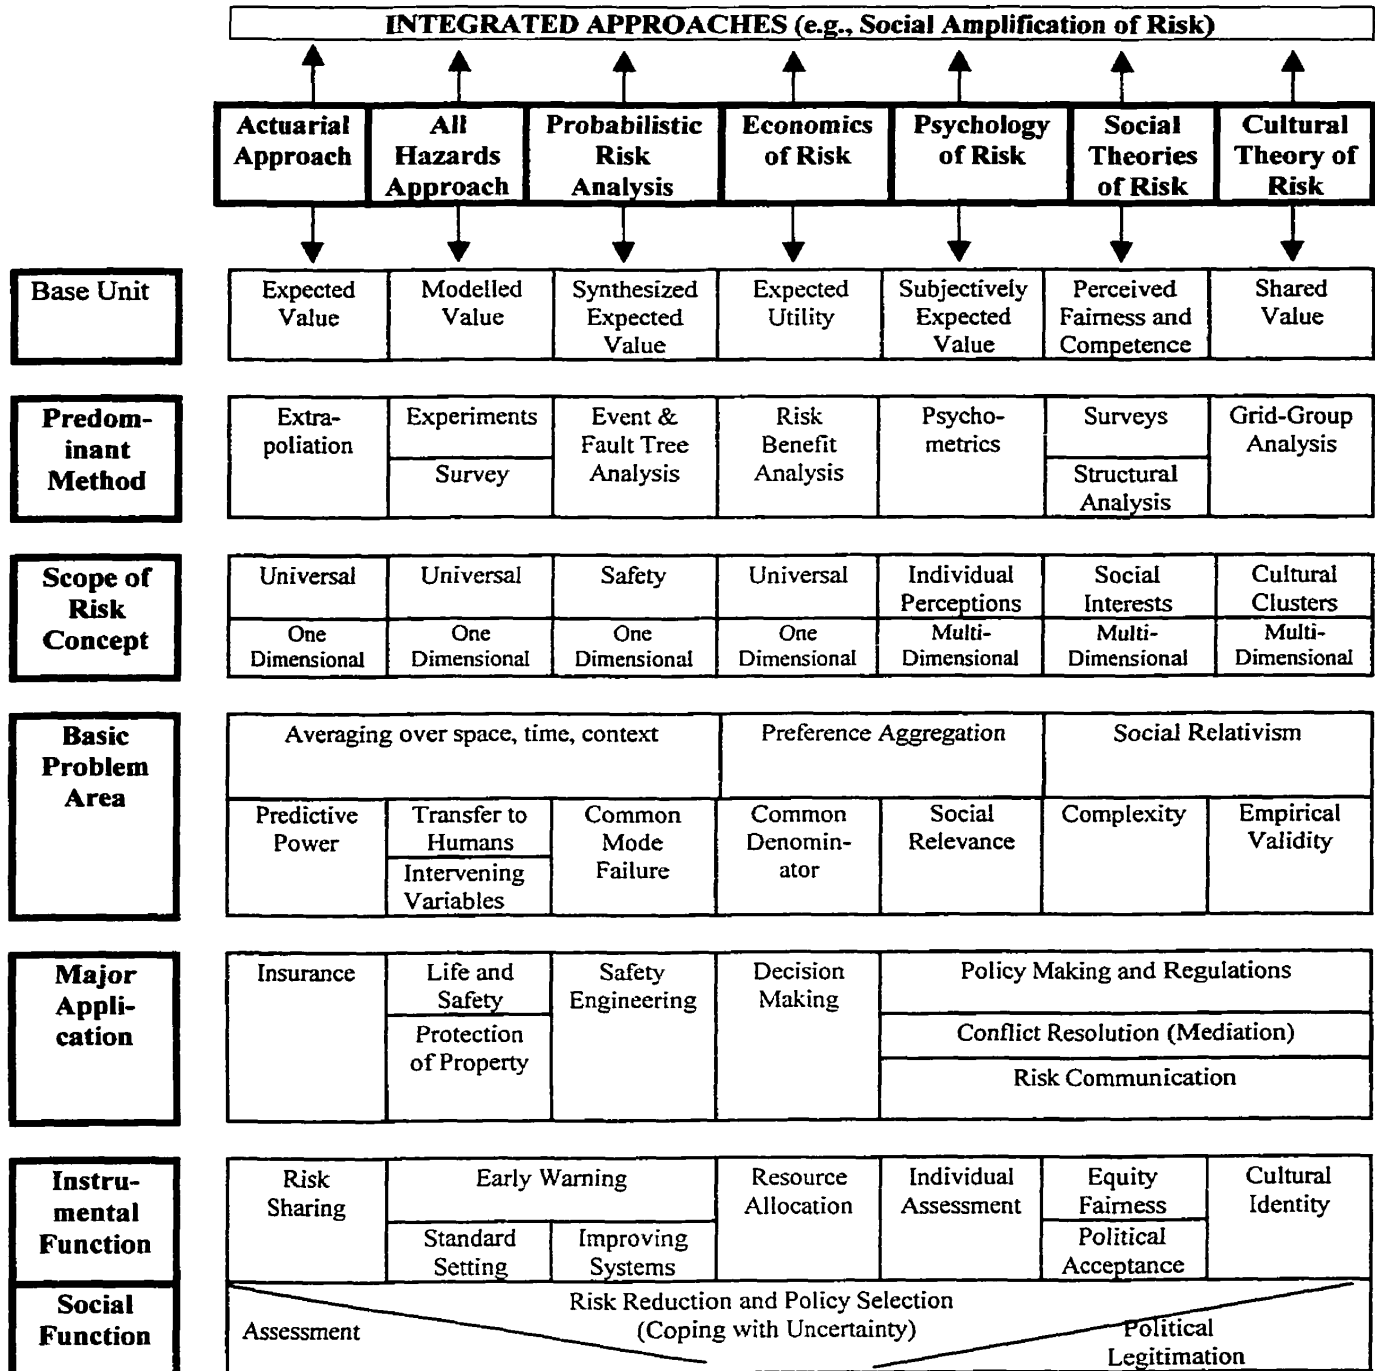 INTEGRATED APPROACHES (e.g., Social Amplification of Risk)
Actuarial Approach
All Hazards Approach
Probabilistic Risk Analysis
Economics of Risk
Psychology of Risk
Social Theories of Risk
Cultural Theory of Risk
Base Unit
Expected Value
Modelled Value
Synthesized Expected Value
Expected Utility
Subjectively Expected Value
Perceived Fairness and Competence
Shared Value
Predom-inant Method
Extra-poliation
Experiments
Survey
Event & Fault Tree Analysis
Risk Benefit Analysis
Psycho-metrics
Surveys
Structural Analysis
Grid-Group Analysis
Scope of Risk Concept
Universal
Universal
Safety
Universal
Individual Perceptions
Social Interests
Cultural Clusters
One Dimensional
One Dimensional
One Dimensional
One Dimensional
Multi-Dimensional
Multi-Dimensional
Multi-Dimensional
Basic Problem Area
Averaging over space, time, context
Preference Aggregation
Social Relativism
Predictive Power
Transfer to Humans
Intervening Variables
Common Mode Failure
Common Denomin-ator
Social Relevance
Complexity
Empirical Validity
Major Appli-cation
Insurance
Life and Safety
Protection of Property
Safety Engineering
Decision Making
Policy Making and Regulations
Conflict Resolution (Mediation)
Risk Communication
Instru-mental Function
Risk Sharing
Early Warning
Standard Setting
Improving Systems
Resource Allocation
Individual Assessment
Equity Fairness
Political Acceptance
Cultural Identity
Social Function
Assessment
Risk Reduction and Policy Selection
(Coping with Uncertainty)
Political Legitimation